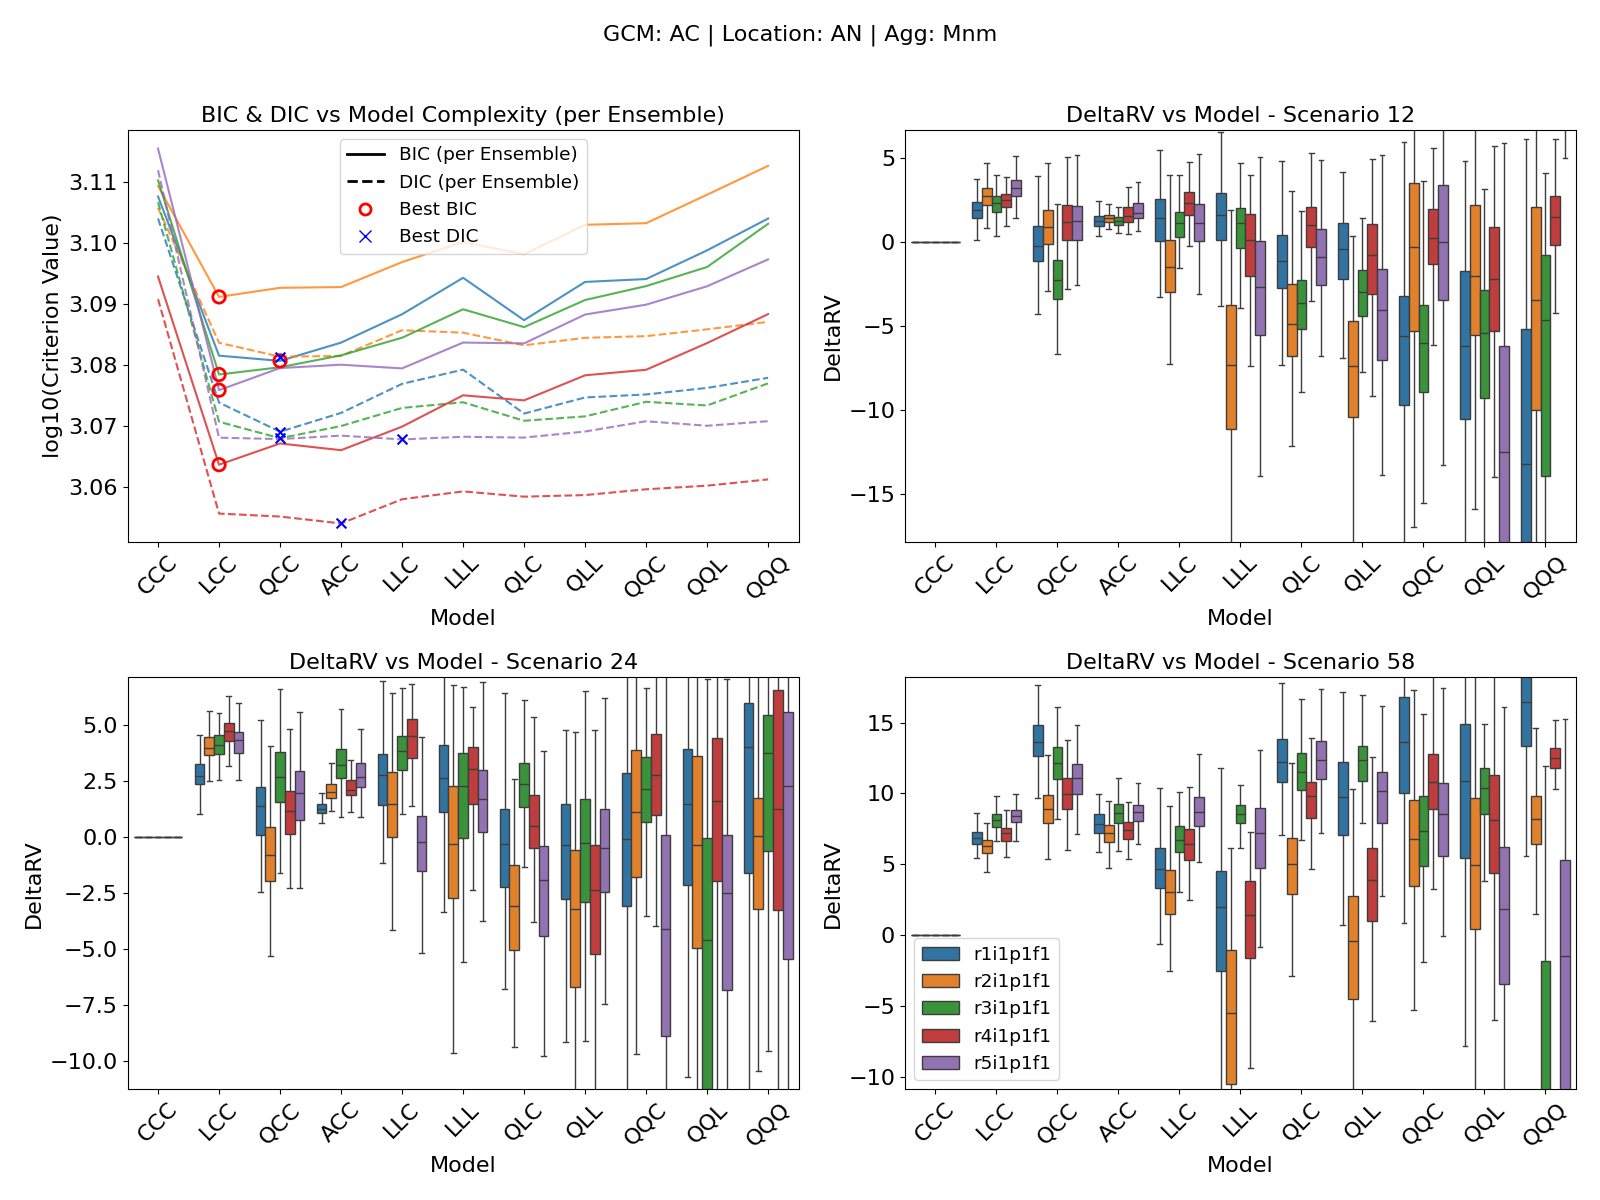 GCM: AC | Location: AN | Agg: Mnm
BIC & DIC vs Model Complexity (per Ensemble)
log10(Criterion Value)
3.11
3.10
3.09
3.08
3.07
3.06
BIC (per Ensemble)
DIC (per Ensemble)
Best BIC
Best DIC
CCC LCC QCC ACC LLC LLL QLC QLL QQC QQL QQQ
Model
DeltaRV vs Model - Scenario 12
DeltaRV
5
0
−5
−10
−15
CCC LCC QCC ACC LLC LLL QLC QLL QQC QQL QQQ
Model
DeltaRV vs Model - Scenario 24
DeltaRV
5.0
2.5
0.0
−2.5
−5.0
−7.5
−10.0
CCC LCC QCC ACC LLC LLL QLC QLL QQC QQL QQQ
Model
DeltaRV vs Model - Scenario 58
DeltaRV
15
10
5
0
−5
−10
r1i1p1f1
r2i1p1f1
r3i1p1f1
r4i1p1f1
r5i1p1f1
CCC LCC QCC ACC LLC LLL QLC QLL QQC QQL QQQ
Model